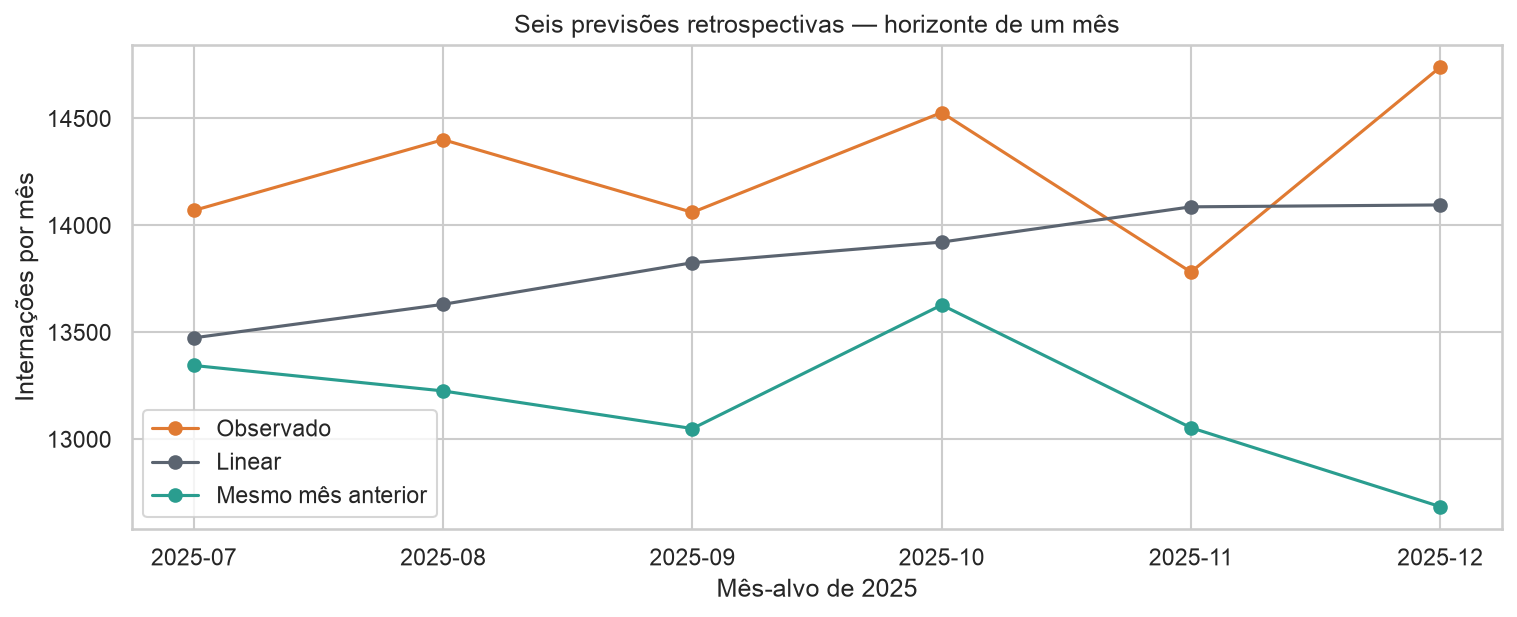 Seis previsões retrospectivas — horizonte de um mês
Internações por mês
14500
14000
13500
13000
Observado
Linear
Mesmo mês anterior
2025-07 2025-08 2025-09 2025-10 2025-11 2025-12
Mês-alvo de 2025